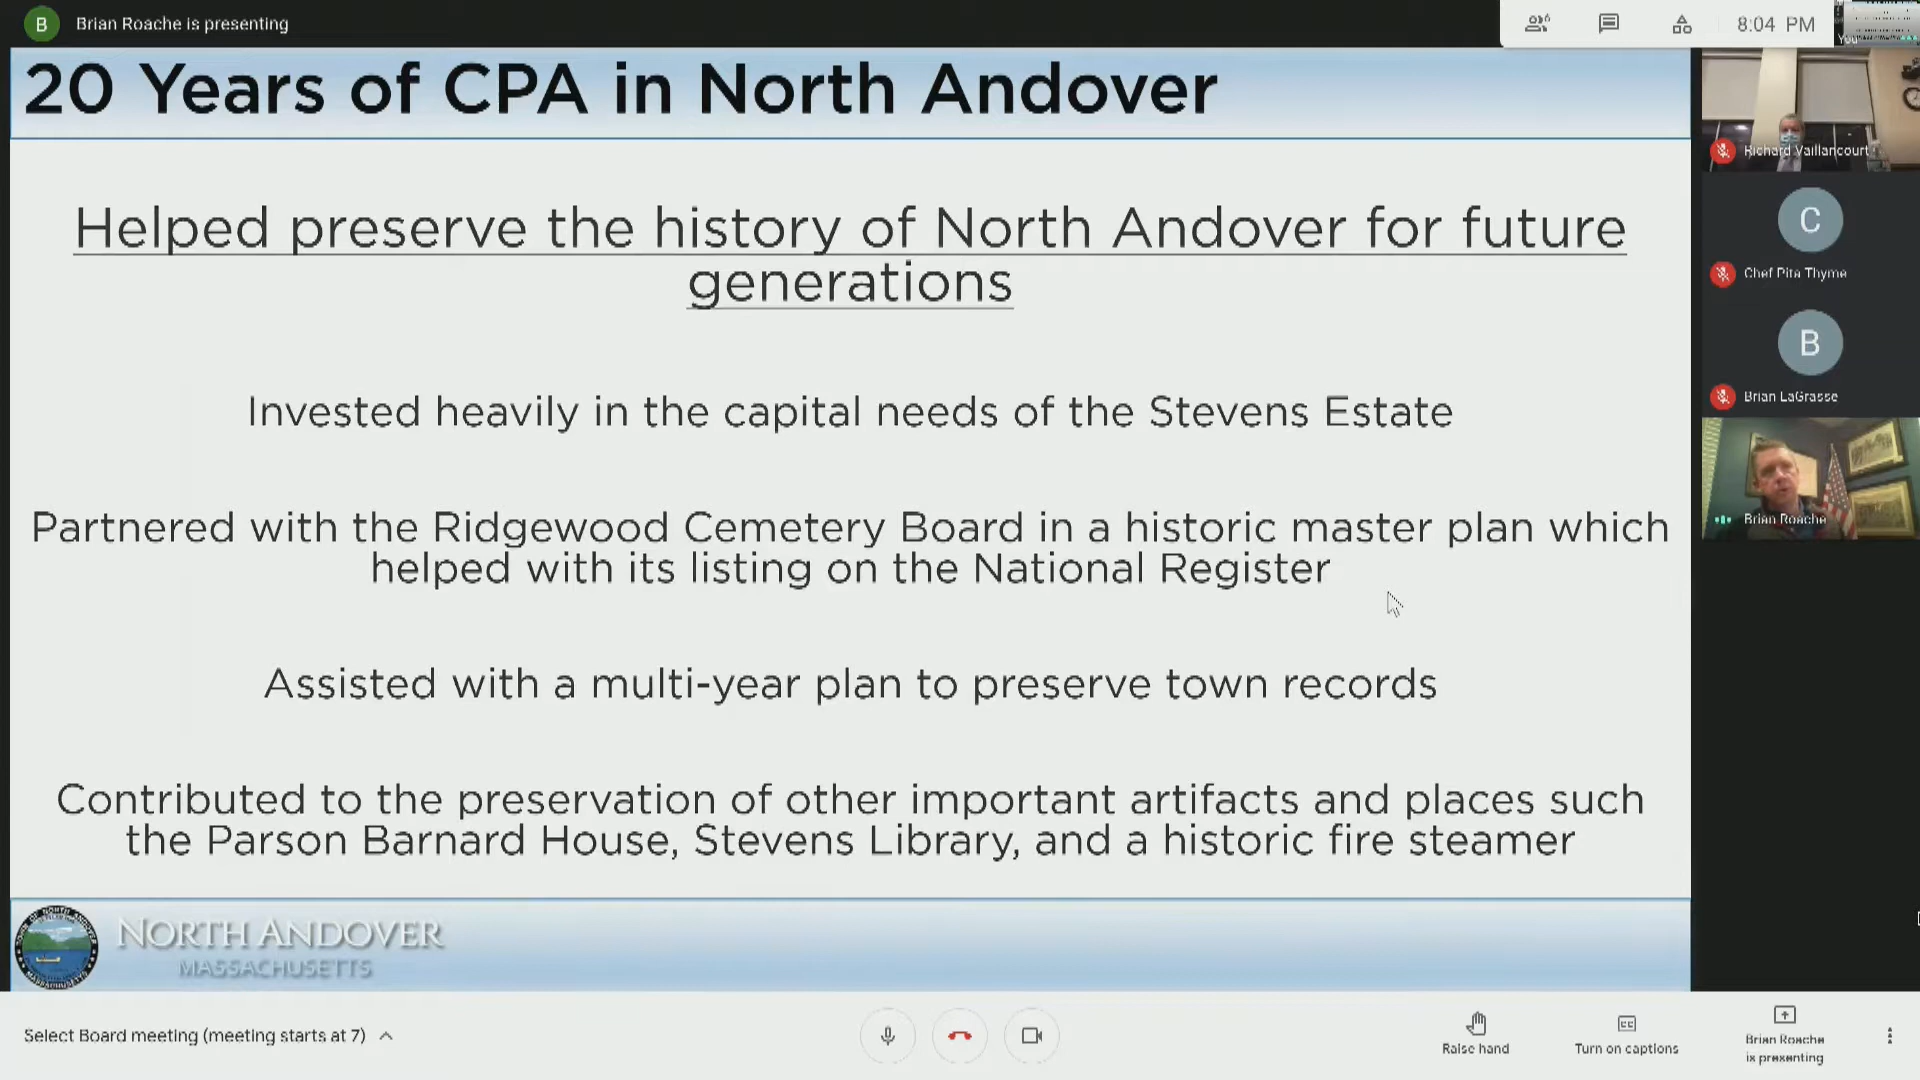 B Brian Roache is presenting
8:04 PM
You
20 Years of CPA in North Andover
Helped preserve the history of North Andover for future
generations
Invested heavily in the capital needs of the Stevens Estate
Partnered with the Ridgewood Cemetery Board in a historic master plan which
helped with its listing on the National Register
Assisted with a multi-year plan to preserve town records
Contributed to the preservation of other important artifacts and places such
the Parson Barnard House, Stevens Library, and a historic fire steamer
NORTH ANDOVER
MASSACHUSETTS
Richard Vaillancourt
C
Chef Pita Thyme
B
Brian LaGrasse
Brian Roache
Select Board meeting (meeting starts at 7)
Raise hand
Turn on captions
Brian Roache
is presenting